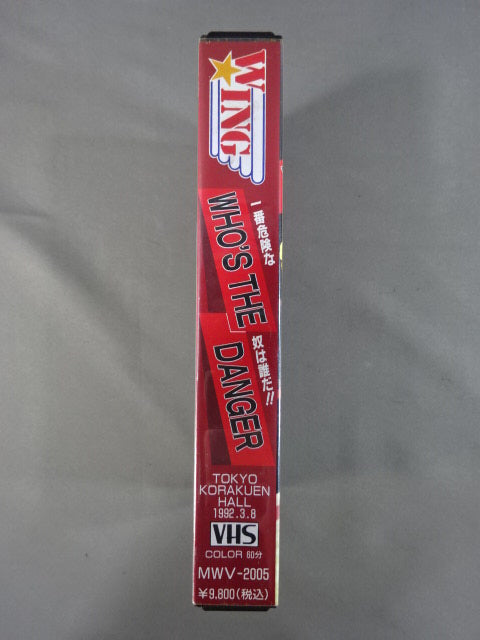 WING
一番危険な
WHO'S THE
奴は誰だ!!
DANGER
TOKYO
KORAKUEN
HALL
1992.3.8
VHS
COLOR 60分
MWV-2005
¥9,800(税込)